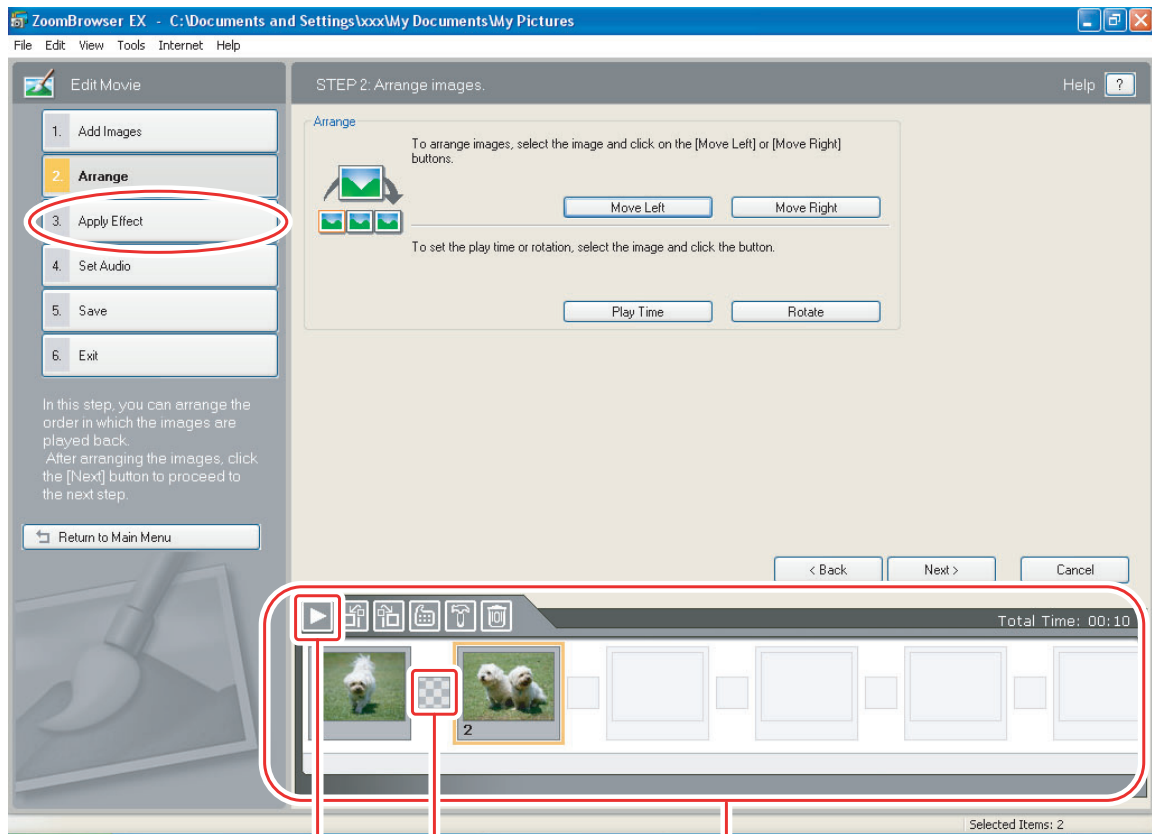 ZoomBrowser EX - C:\Documents and Settings\xxx\My Documents\My Pictures
File Edit View Tools Internet Help
Edit Movie
STEP 2: Arrange images.
Help ?
1. Add Images
2. Arrange
3. Apply Effect
4. Set Audio
5. Save
6. Exit
In this step, you can arrange the
order in which the images are
played back.
After arranging the images, click
the [Next] button to proceed to
the next step.
Return to Main Menu
Arrange
To arrange images, select the image and click on the [Move Left] or [Move Right]
buttons.
Move Left Move Right
To set the play time or rotation, select the image and click the button.
Play Time Rotate
< Back Next > Cancel
Total Time: 00:10
2
Selected Items: 2